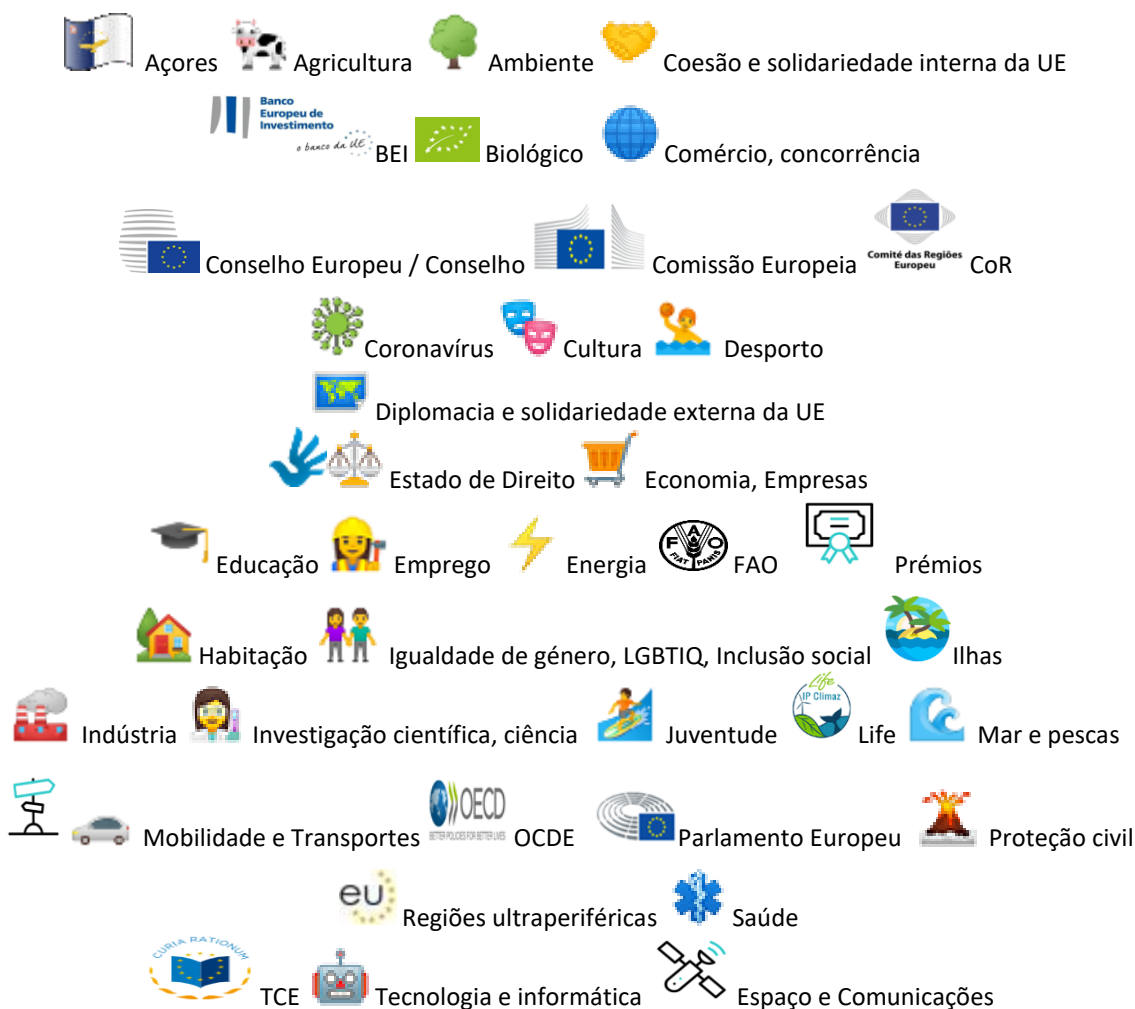 Açores Agricultura Ambiente Coesão e solidariedade interna da UE
Banco
Europeu de
Investimento
o banco da UE
BEI Biológico Comércio, concorrência
Conselho Europeu / Conselho Comissão Europeia Comité das Regiões
Europeu CoR
Coronavírus Cultura Desporto
Diplomacia e solidariedade externa da UE
Estado de Direito Economia, Empresas
Educação Emprego Energia F A O FIAT PANIS FAO Prémios
Habitação Igualdade de género, LGBTIQ, Inclusão social Ilhas
Indústria Investigação científica, ciência Juventude Life IP Climaz Life Mar e pescas
Mobilidade e Transportes OECD BETTER POLICIES FOR BETTER LIVES OCDE Parlamento Europeu Proteção civil
eu Regiões ultraperiféricas Saúde
CURIA RATIONUM TCE Tecnologia e informática Espaço e Comunicações